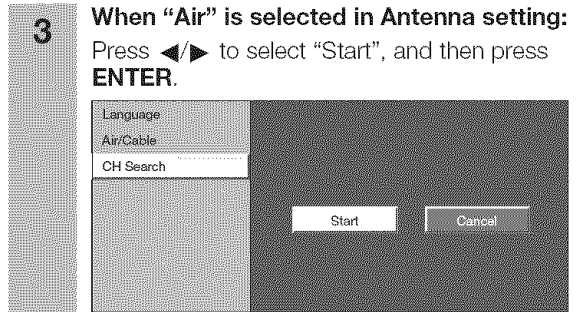 3
When “Air” is selected in Antenna setting:
Press ◀/▶ to select “Start”, and then press
ENTER.
Language
Air/Cable
CH Search
Start
Cancel